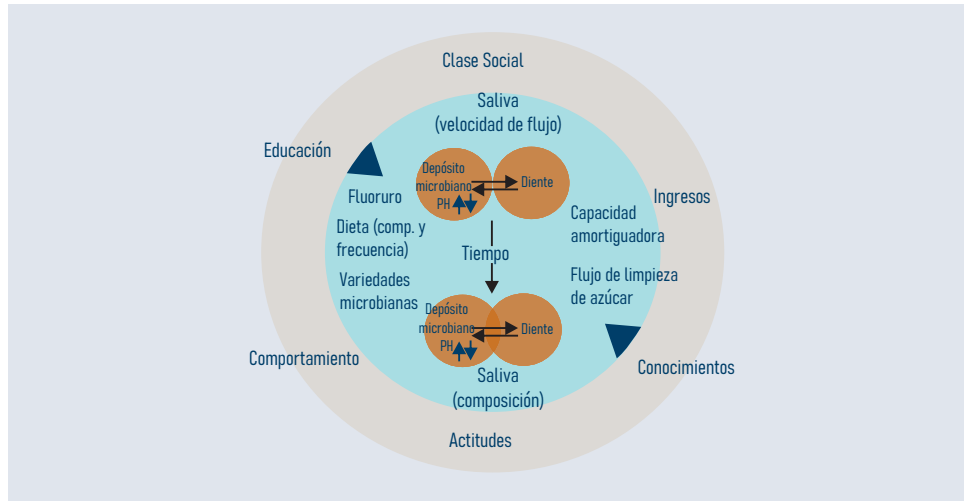 Clase Social
Saliva
(velocidad de flujo)
Educación
Depósito
microbiano
PH
Diente
Fluoruro
Ingresos
Dieta (comp. y
frecuencia)
Capacidad
amortiguadora
Tiempo
Variedades
microbianas
Flujo de limpieza
de azúcar
Depósito
microbiano
PH
Diente
Comportamiento
Saliva
(composición)
Conocimientos
Actitudes